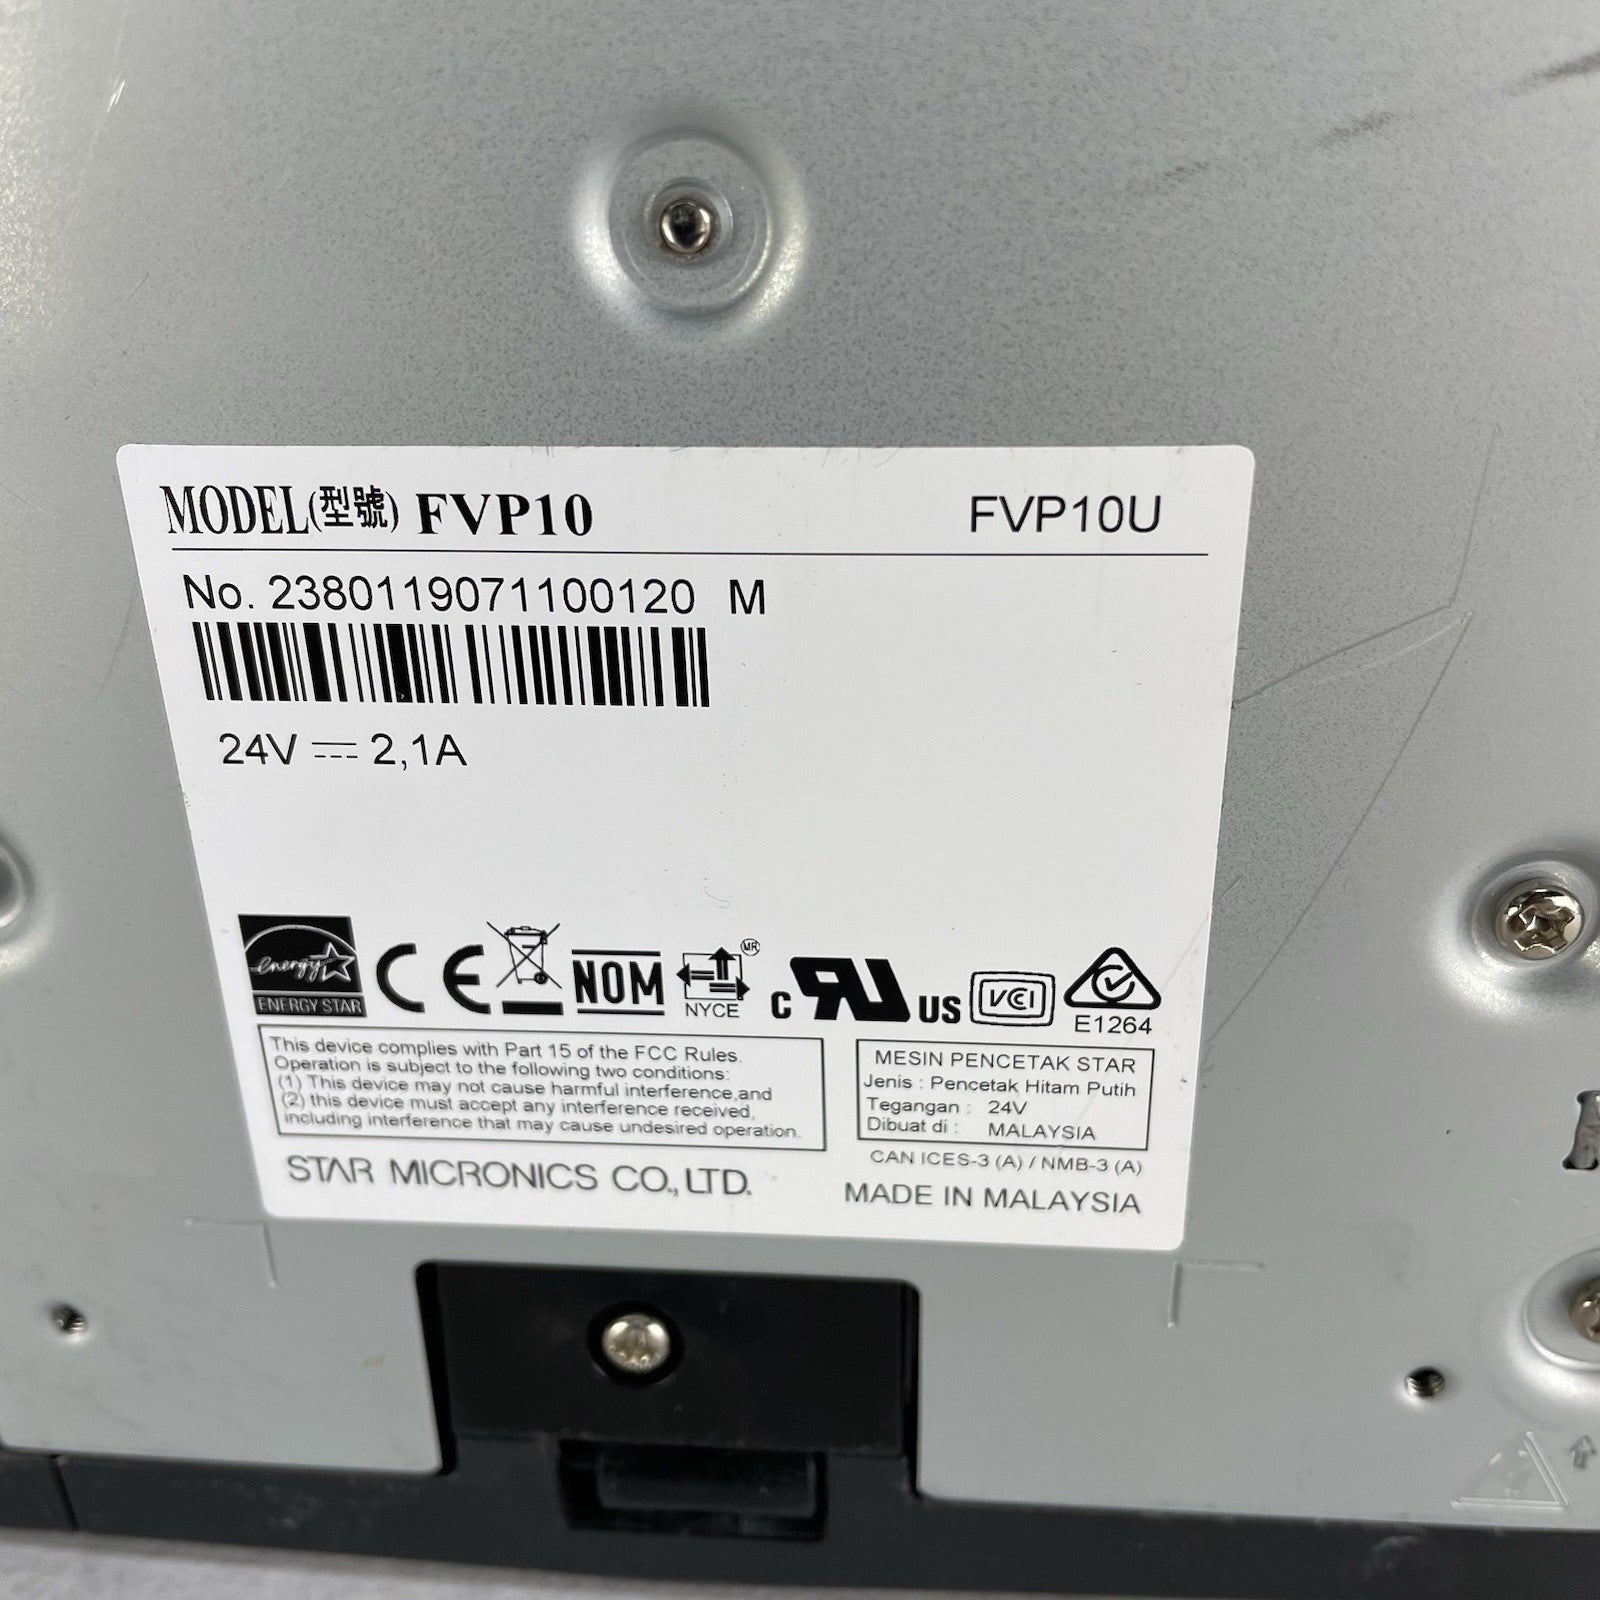 MODEL(型號) FVP10 FVP10U
No. 2380119071100120 M
24V 2,1A
energy
ENERGY STAR
CE
NOM
MR
NYCE
c RU us
VCI
E1264
This device complies with Part 15 of the FCC Rules.
Operation is subject to the following two conditions:
(1) This device may not cause harmful interference,and
(2) this device must accept any interference received,
including interference that may cause undesired operation.
MESIN PENCETAK STAR
Jenis : Pencetak Hitam Putih
Tegangan : 24V
Dibuat di : MALAYSIA
CAN ICES-3 (A) / NMB-3 (A)
STAR MICRONICS CO., LTD.
MADE IN MALAYSIA